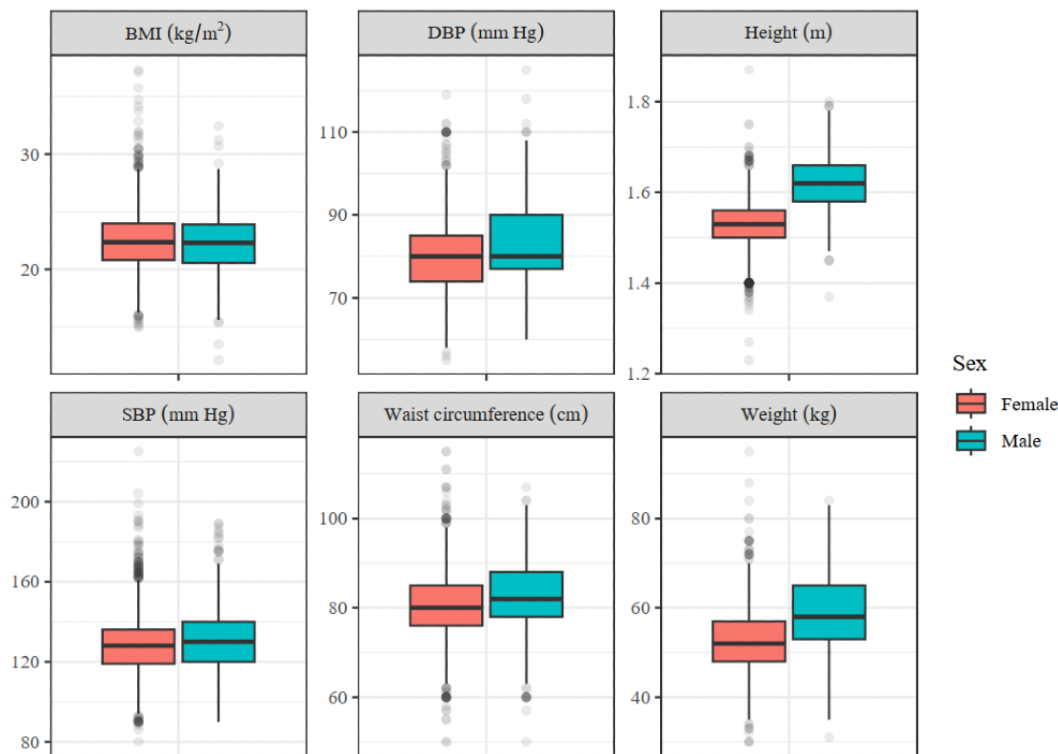 BMI (kg/m²)
DBP (mm Hg)
Height (m)
30
20
110
90
70
1.8
1.6
1.4
1.2
SBP (mm Hg)
Waist circumference (cm)
Weight (kg)
200
160
120
80
100
80
60
80
60
40
Sex
Female
Male